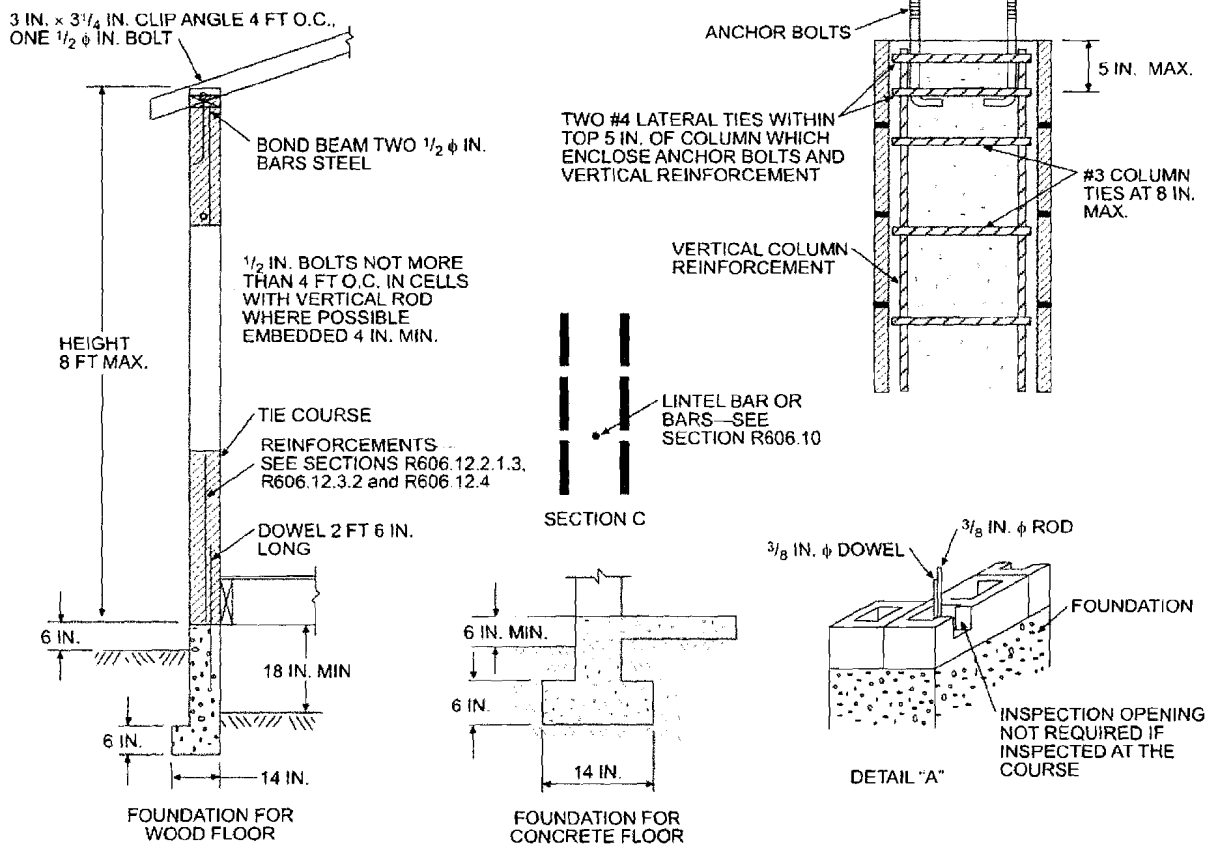 3 IN. × 3 1/4 IN. CLIP ANGLE 4 FT O.C.,
ONE 1/2 ϕ IN. BOLT
BOND BEAM TWO 1/2 ϕ IN.
BARS STEEL
1/2 IN. BOLTS NOT MORE
THAN 4 FT O.C. IN CELLS
WITH VERTICAL ROD
WHERE POSSIBLE
EMBEDDED 4 IN. MIN.
HEIGHT
8 FT MAX.
TIE COURSE
REINFORCEMENTS
SEE SECTIONS R606.12.2.1.3,
R606.12.3.2 and R606.12.4
DOWEL 2 FT 6 IN.
LONG
6 IN.
18 IN. MIN
6 IN.
14 IN.
FOUNDATION FOR
WOOD FLOOR
ANCHOR BOLTS
5 IN. MAX.
TWO #4 LATERAL TIES WITHIN
TOP 5 IN. OF COLUMN WHICH
ENCLOSE ANCHOR BOLTS AND
VERTICAL REINFORCEMENT
#3 COLUMN
TIES AT 8 IN.
MAX.
VERTICAL COLUMN
REINFORCEMENT
LINTEL BAR OR
BARS—SEE
SECTION R606.10
SECTION C
6 IN. MIN.
6 IN.
14 IN.
FOUNDATION FOR
CONCRETE FLOOR
3/8 IN. ϕ ROD
3/8 IN. ϕ DOWEL
FOUNDATION
INSPECTION OPENING
NOT REQUIRED IF
INSPECTED AT THE
COURSE
DETAIL "A"